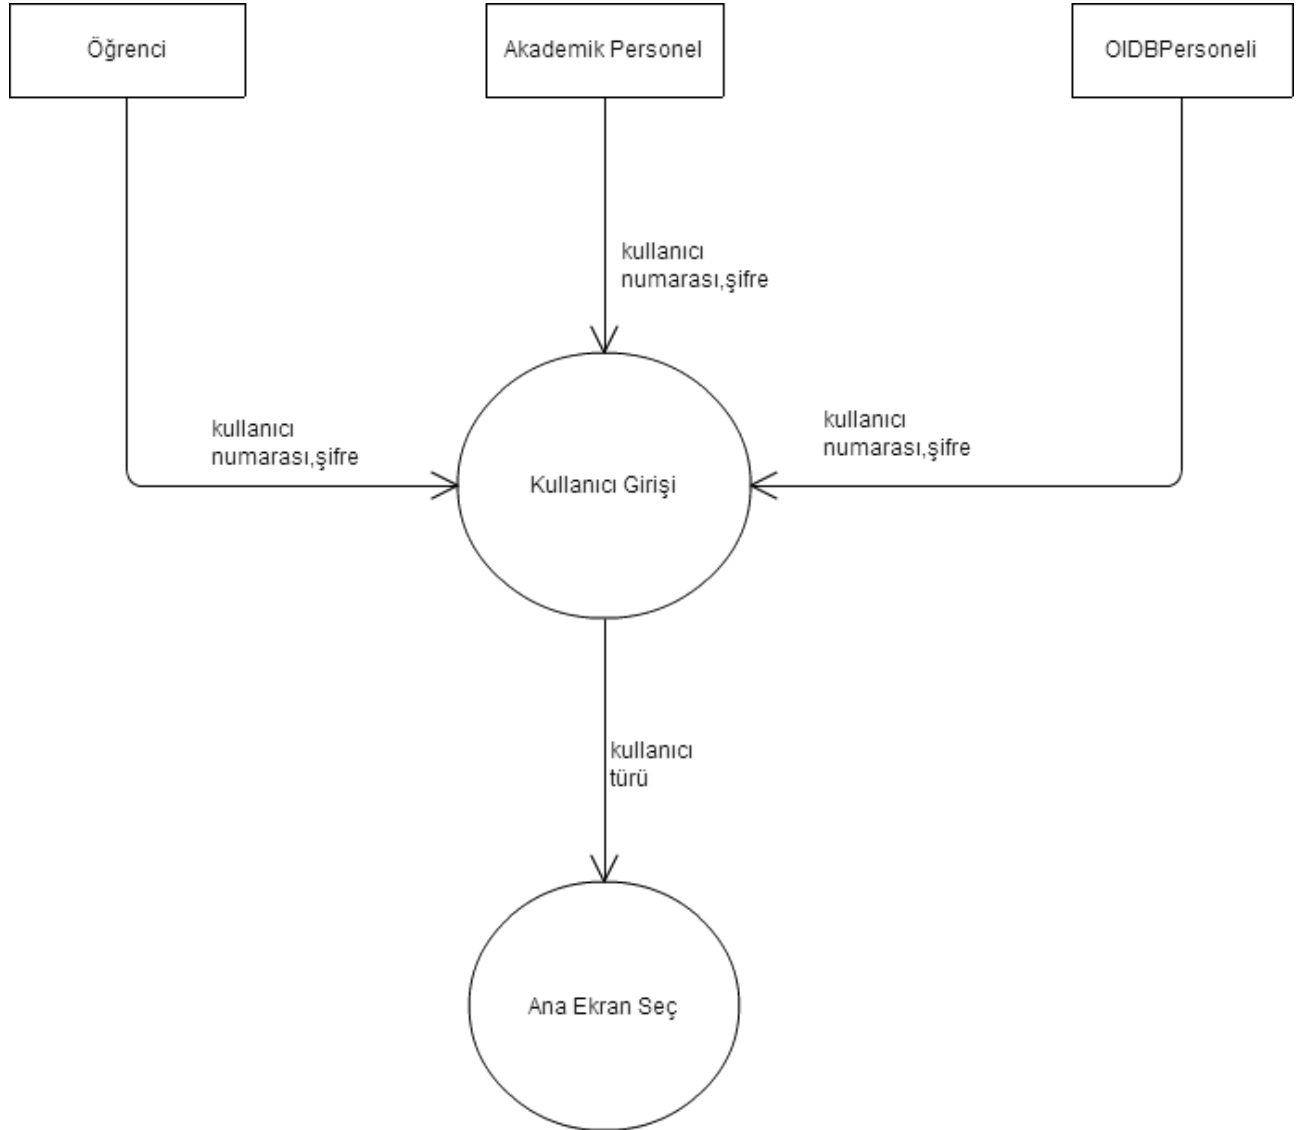 Öğrenci
Akademik Personel
OIDBPersoneli
kullanıcı
numarası,şifre
kullanıcı
numarası,şifre
kullanıcı
numarası,şifre
Kullanıcı Girişi
kullanıcı
türü
Ana Ekran Seç